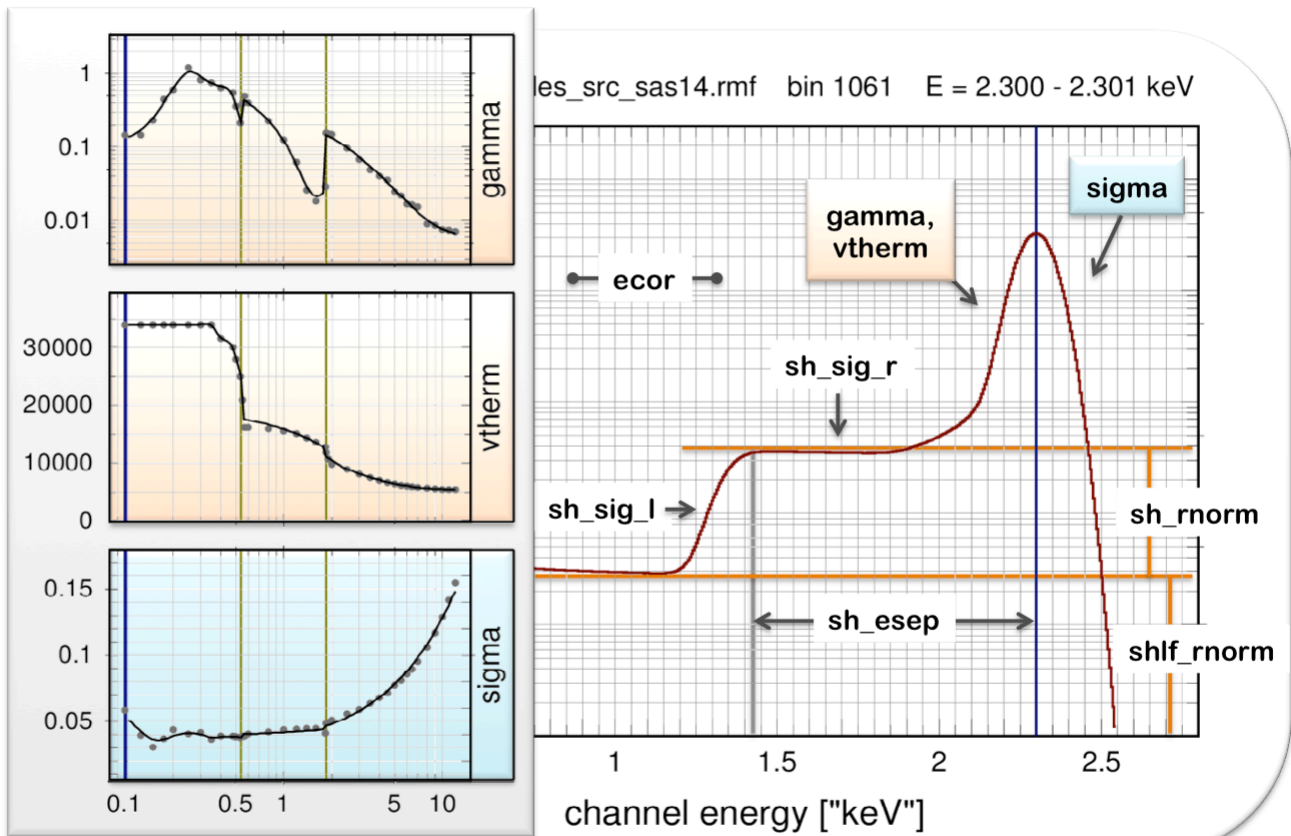 1
0.1
0.01
gamma
30000
20000
10000
0
vtherm
0.15
0.1
0.05
sigma
0.1 0.5 1 5 10
les_src_sas14.rmf bin 1061 E = 2.300 - 2.301 keV
sigma
gamma,
vtherm
ecor
sh_sig_r
sh_sig_l
sh_rnorm
sh_esep
shlf_rnorm
1 1.5 2 2.5
channel energy ["keV"]